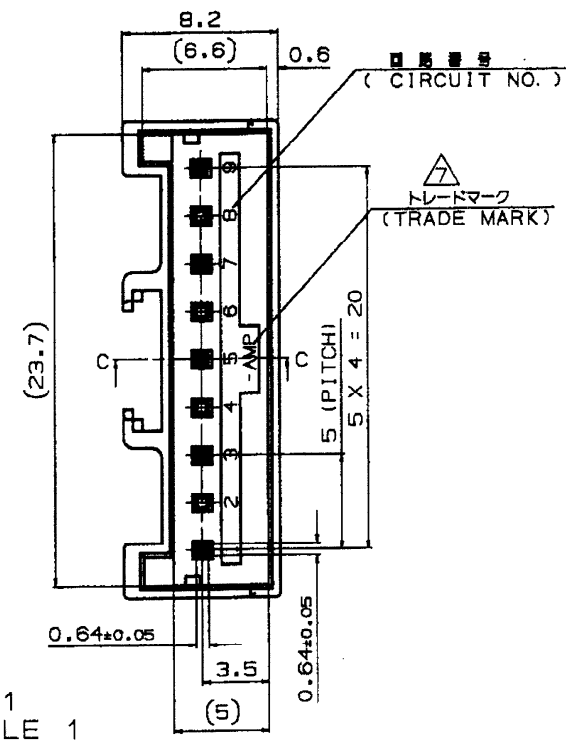 8.2
(6.6)
0.6
回路番号
( CIRCUIT NO. )
7
トレードマーク
(TRADE MARK)
9
8
7
6
5
4
3
2
-AMP
C
C
(23.7)
5 (PITCH)
5 X 4 = 20
0.64±0.05
0.64±0.05
3.5
(5)
1
LE 1